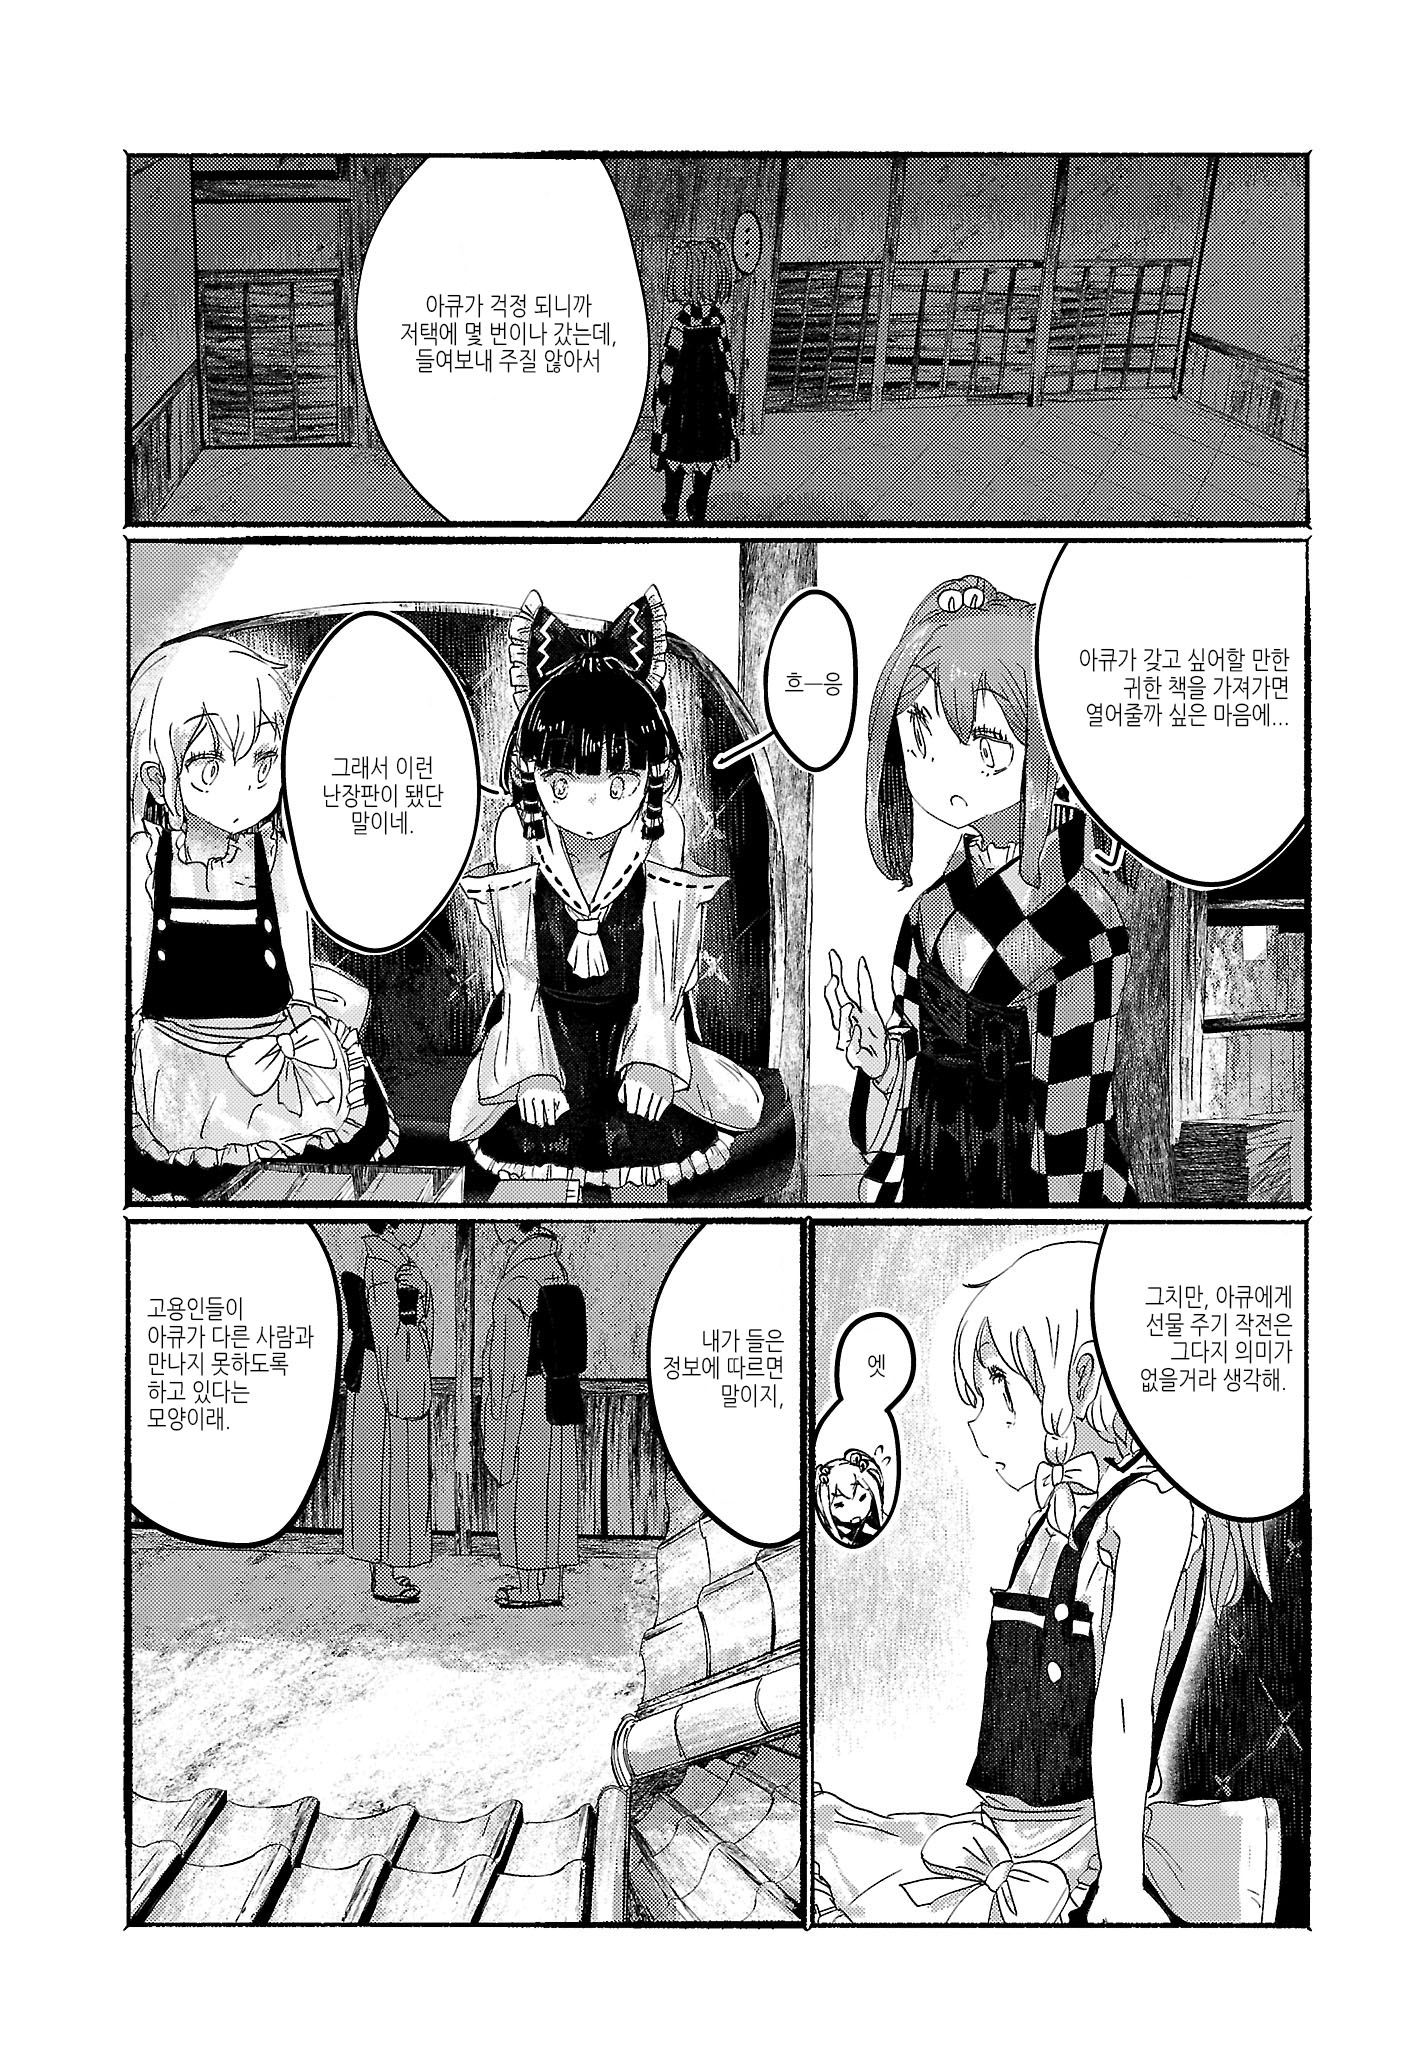 아큐가 걱정 되니까
저택에 몇 번이나 갔는데,
들여보내 주질 않아서
아큐가 갖고 싶어할 만한
귀한 책을 가져가면
열어줄까 싶은 마음에...
흐ㅡ응
그래서 이런
난장판이 됐단
말이네.
그치만, 아큐에게
선물 주기 작전은
그다지 의미가
없을거라 생각해.
엣
내가 들은
정보에 따르면
말이지,
고용인들이
아큐가 다른 사람과
만나지 못하도록
하고 있다는
모양이래.